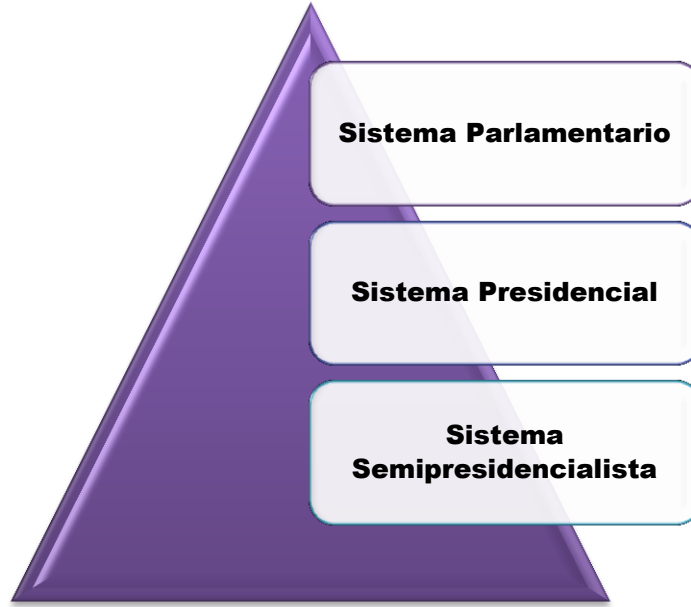 Sistema Parlamentario
Sistema Presidencial
Sistema
Semipresidencialista